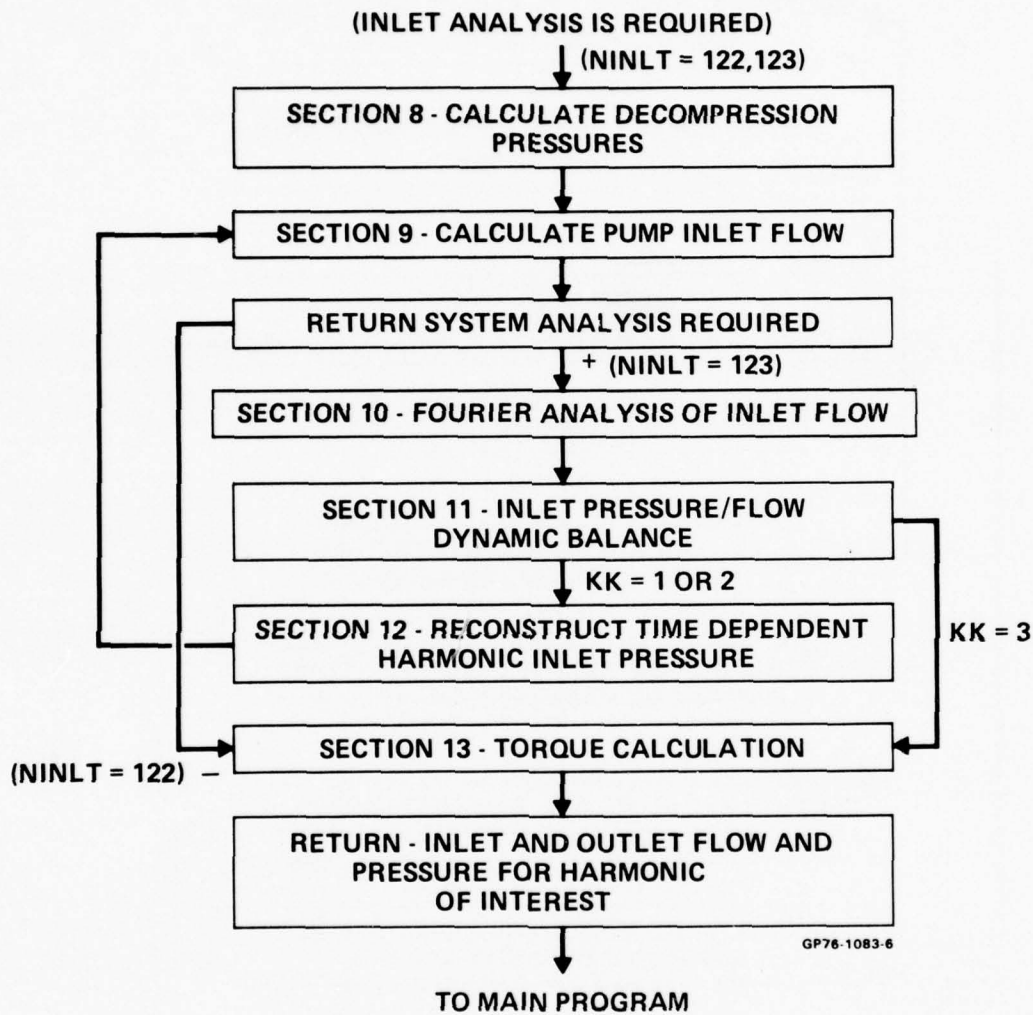 (INLET ANALYSIS IS REQUIRED)
(NINLT = 122,123)
SECTION 8 - CALCULATE DECOMPRESSION
PRESSURES
SECTION 9 - CALCULATE PUMP INLET FLOW
RETURN SYSTEM ANALYSIS REQUIRED
+ (NINLT = 123)
SECTION 10 - FOURIER ANALYSIS OF INLET FLOW
SECTION 11 - INLET PRESSURE/FLOW
DYNAMIC BALANCE
KK = 1 OR 2
SECTION 12 - RECONSTRUCT TIME DEPENDENT
HARMONIC INLET PRESSURE
KK = 3
SECTION 13 - TORQUE CALCULATION
(NINLT = 122) –
RETURN - INLET AND OUTLET FLOW AND
PRESSURE FOR HARMONIC
OF INTEREST
GP76-1083-6
TO MAIN PROGRAM